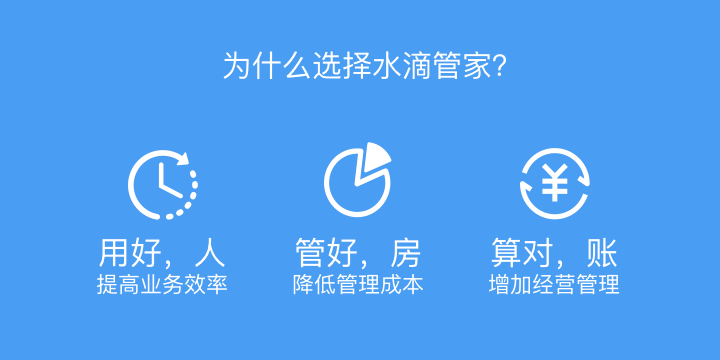 为什么选择水滴管家?
用好，人
提高业务效率
管好，房
降低管理成本
算对，账
增加经营管理